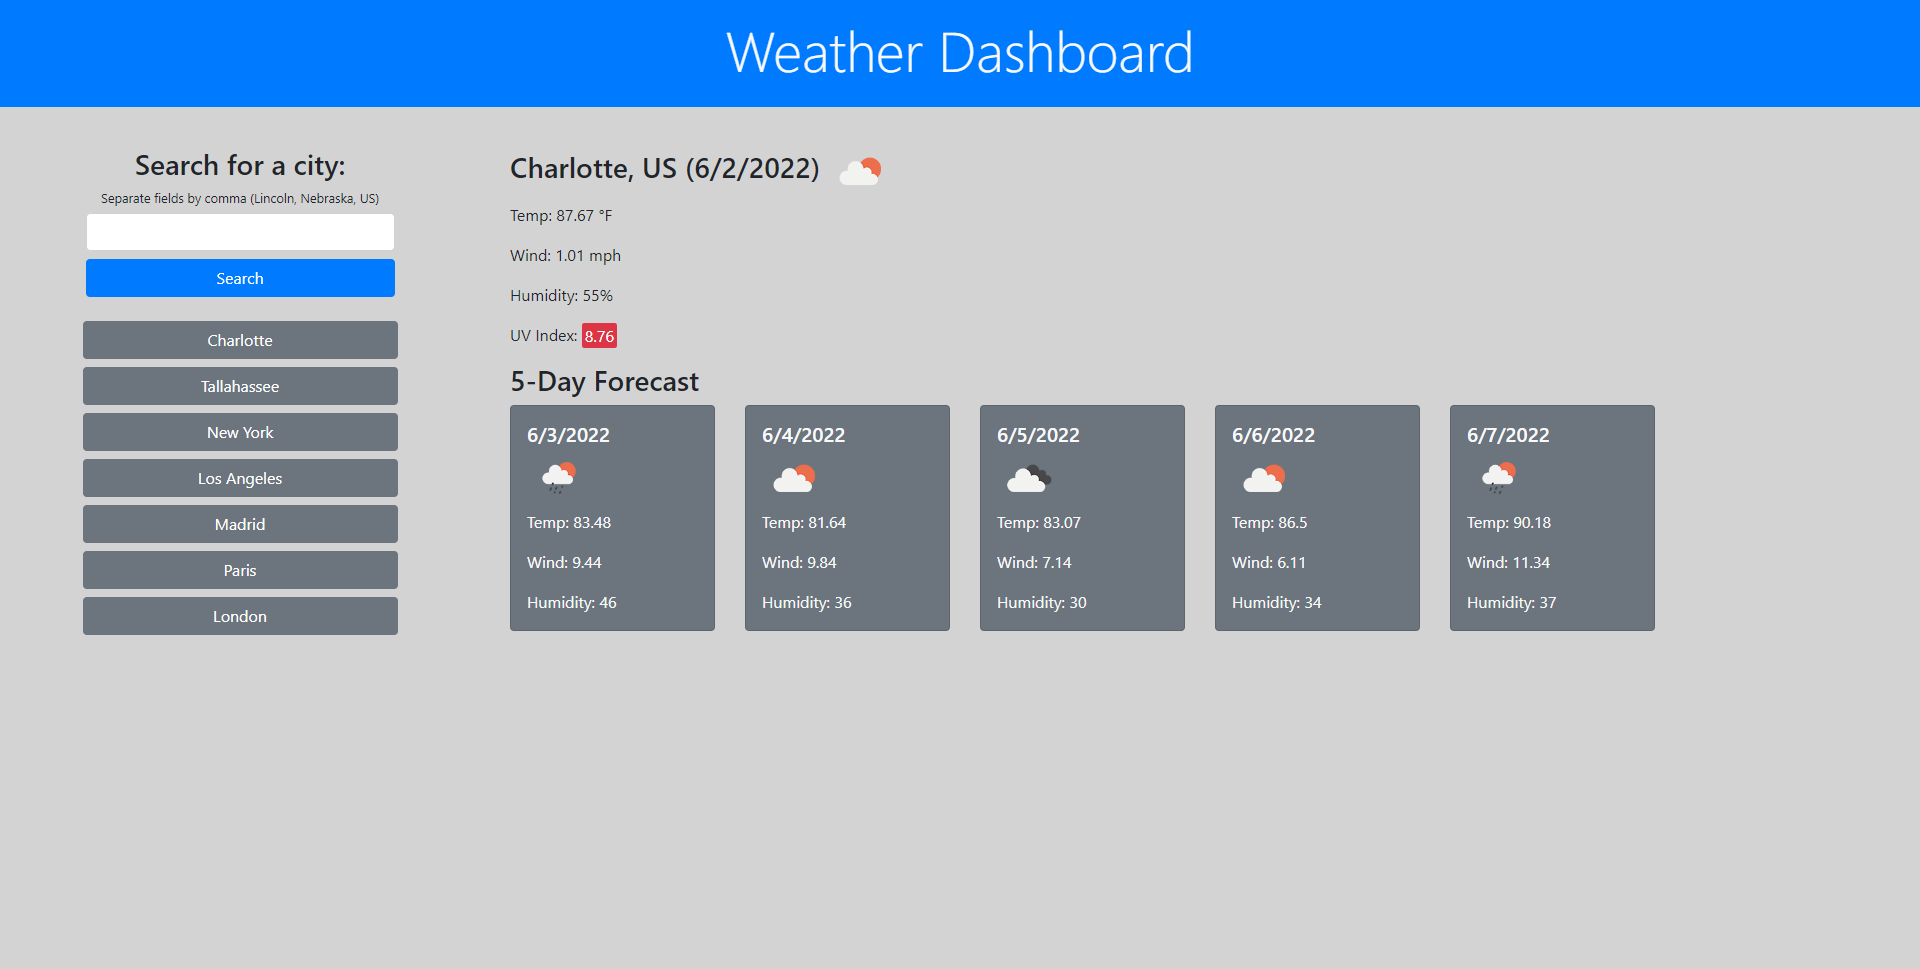 Weather Dashboard
Search for a city:
Separate fields by comma (Lincoln, Nebraska, US)
Search
Charlotte
Tallahassee
New York
Los Angeles
Madrid
Paris
London
Charlotte, US (6/2/2022)
Temp: 87.67 °F
Wind: 1.01 mph
Humidity: 55%
UV Index: 8.76
5-Day Forecast
6/3/2022
Temp: 83.48
Wind: 9.44
Humidity: 46
6/4/2022
Temp: 81.64
Wind: 9.84
Humidity: 36
6/5/2022
Temp: 83.07
Wind: 7.14
Humidity: 30
6/6/2022
Temp: 86.5
Wind: 6.11
Humidity: 34
6/7/2022
Temp: 90.18
Wind: 11.34
Humidity: 37